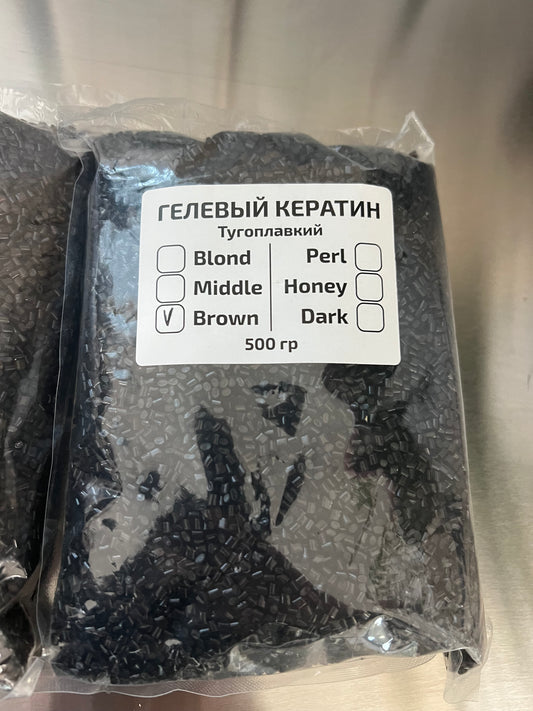 ГЕЛЕВЫЙ КЕРАТИН
Тугоплавкий
Blond Perl
Middle Honey
V Brown Dark
500 гр